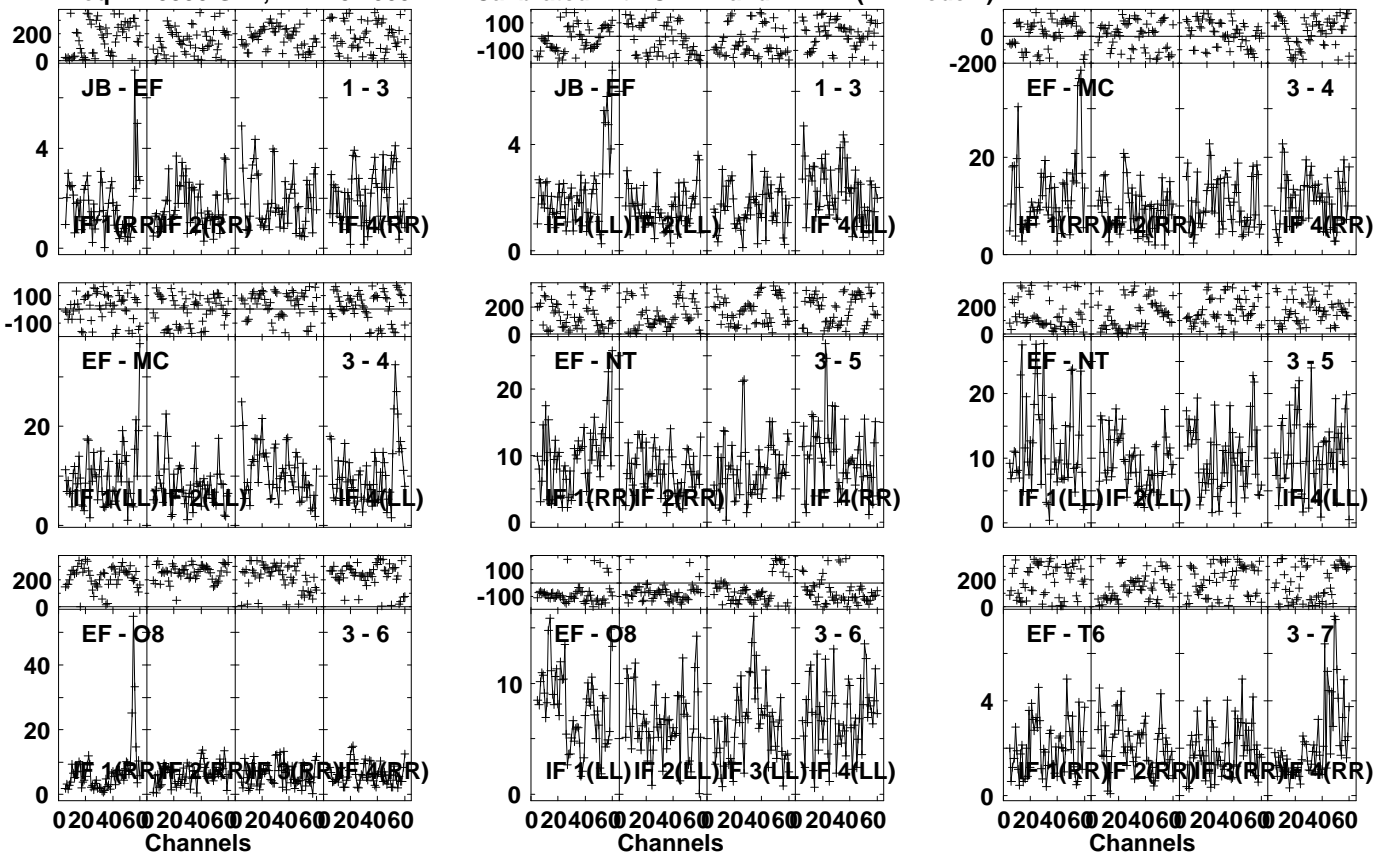 200
0
JB - EF 1 - 3
4
0
IF 1(RR) IF 2(RR) IF 4(RR)
100
-100
JB - EF 1 - 3
4
0
IF 1(LL) IF 2(LL) IF 4(LL)
0
-200
EF - MC 3 - 4
20
0
IF 1(RR) IF 2(RR) IF 4(RR)
100
-100
EF - MC 3 - 4
20
0
IF 1(LL) IF 2(LL) IF 4(LL)
200
0
EF - NT 3 - 5
20
10
0
IF 1(RR) IF 2(RR) IF 4(RR)
200
0
EF - NT 3 - 5
20
10
0
IF 1(LL) IF 2(LL) IF 4(LL)
200
0
EF - O8 3 - 6
40
20
0
IF 1(RR) IF 2(RR) IF 3(RR) IF 4(RR)
0 20 40 60 0 20 40 60 0 20 40 60 0 20 40 60
Channels
100
-100
EF - O8 3 - 6
10
0
IF 1(LL) IF 2(LL) IF 3(LL) IF 4(LL)
0 20 40 60 0 20 40 60 0 20 40 60 0 20 40 60
Channels
200
0
EF - T6 3 - 7
4
0
IF 1(RR) IF 2(RR) IF 3(RR) IF 4(RR)
0 20 40 60 0 20 40 60 0 20 40 60 0 20 40 60
Channels